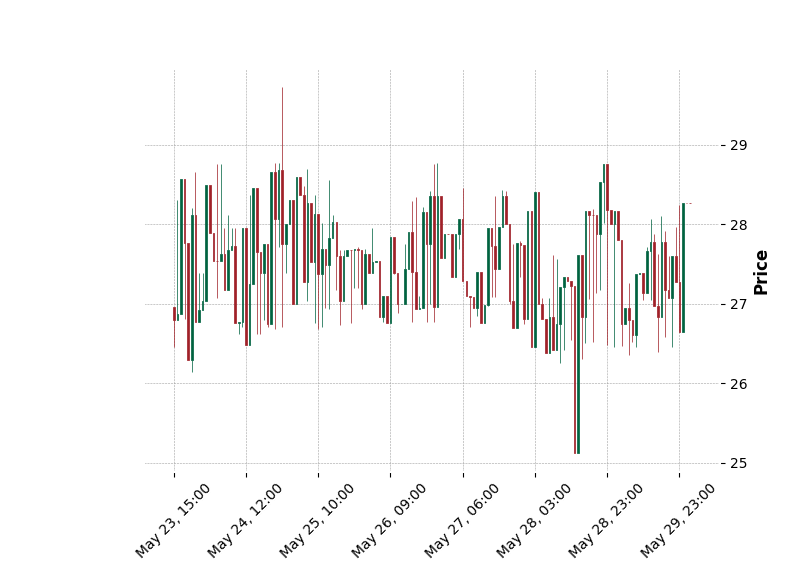 29
28
27
26
25
Price
May 23, 15:00
May 24, 12:00
May 25, 10:00
May 26, 09:00
May 27, 06:00
May 28, 03:00
May 28, 23:00
May 29, 23:00